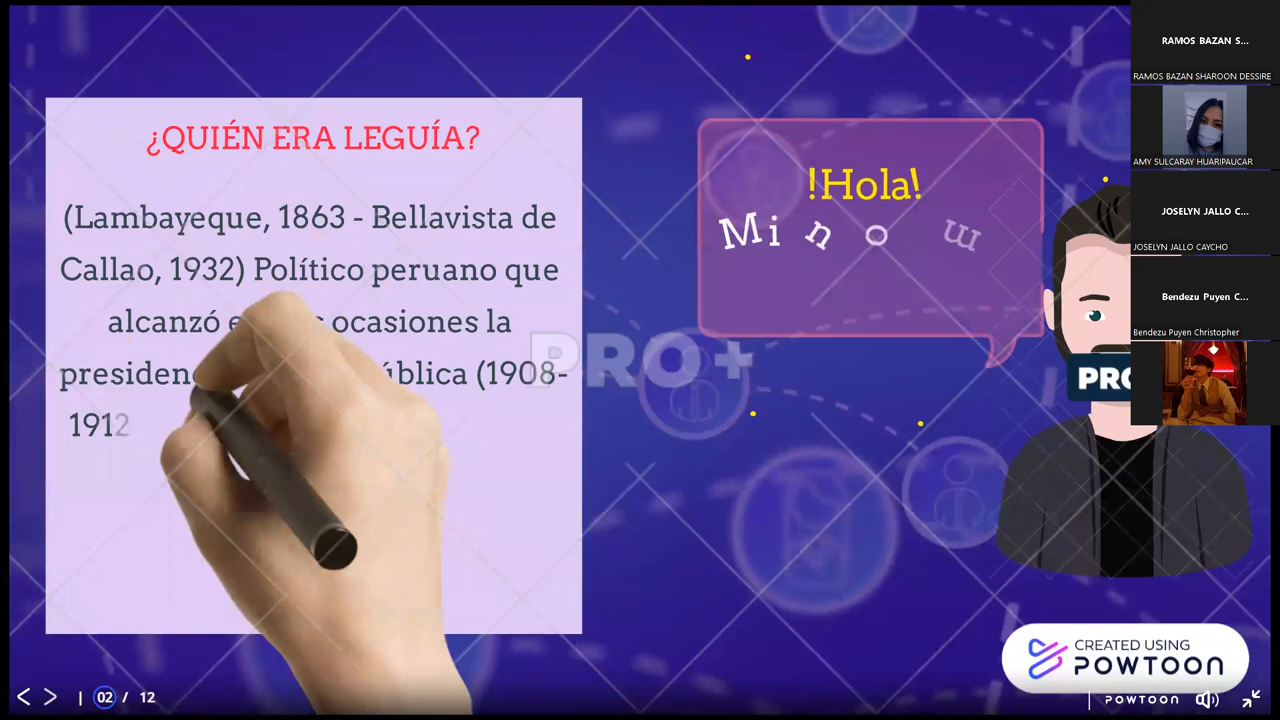 ¿QUIÉN ERA LEGUÍA?
(Lambayeque, 1863 - Bellavista de
Callao, 1932) Político peruano que
alcanzó ocasiones la
(1908-
1912
!Hola!
Mi no
PRO+
PRO
RAMOS BAZAN S...
RAMOS BAZAN SHAROON DESSIRE
AMY SULCARAY HUARIPAUCAR
JOSELYN JALLO C...
JOSELYN JALLO CAYCHO
Bendezu Puyen C...
Bendezu Puyen Christopher
CREATED USING
POWTOON
| 02 / 12
POWTOON